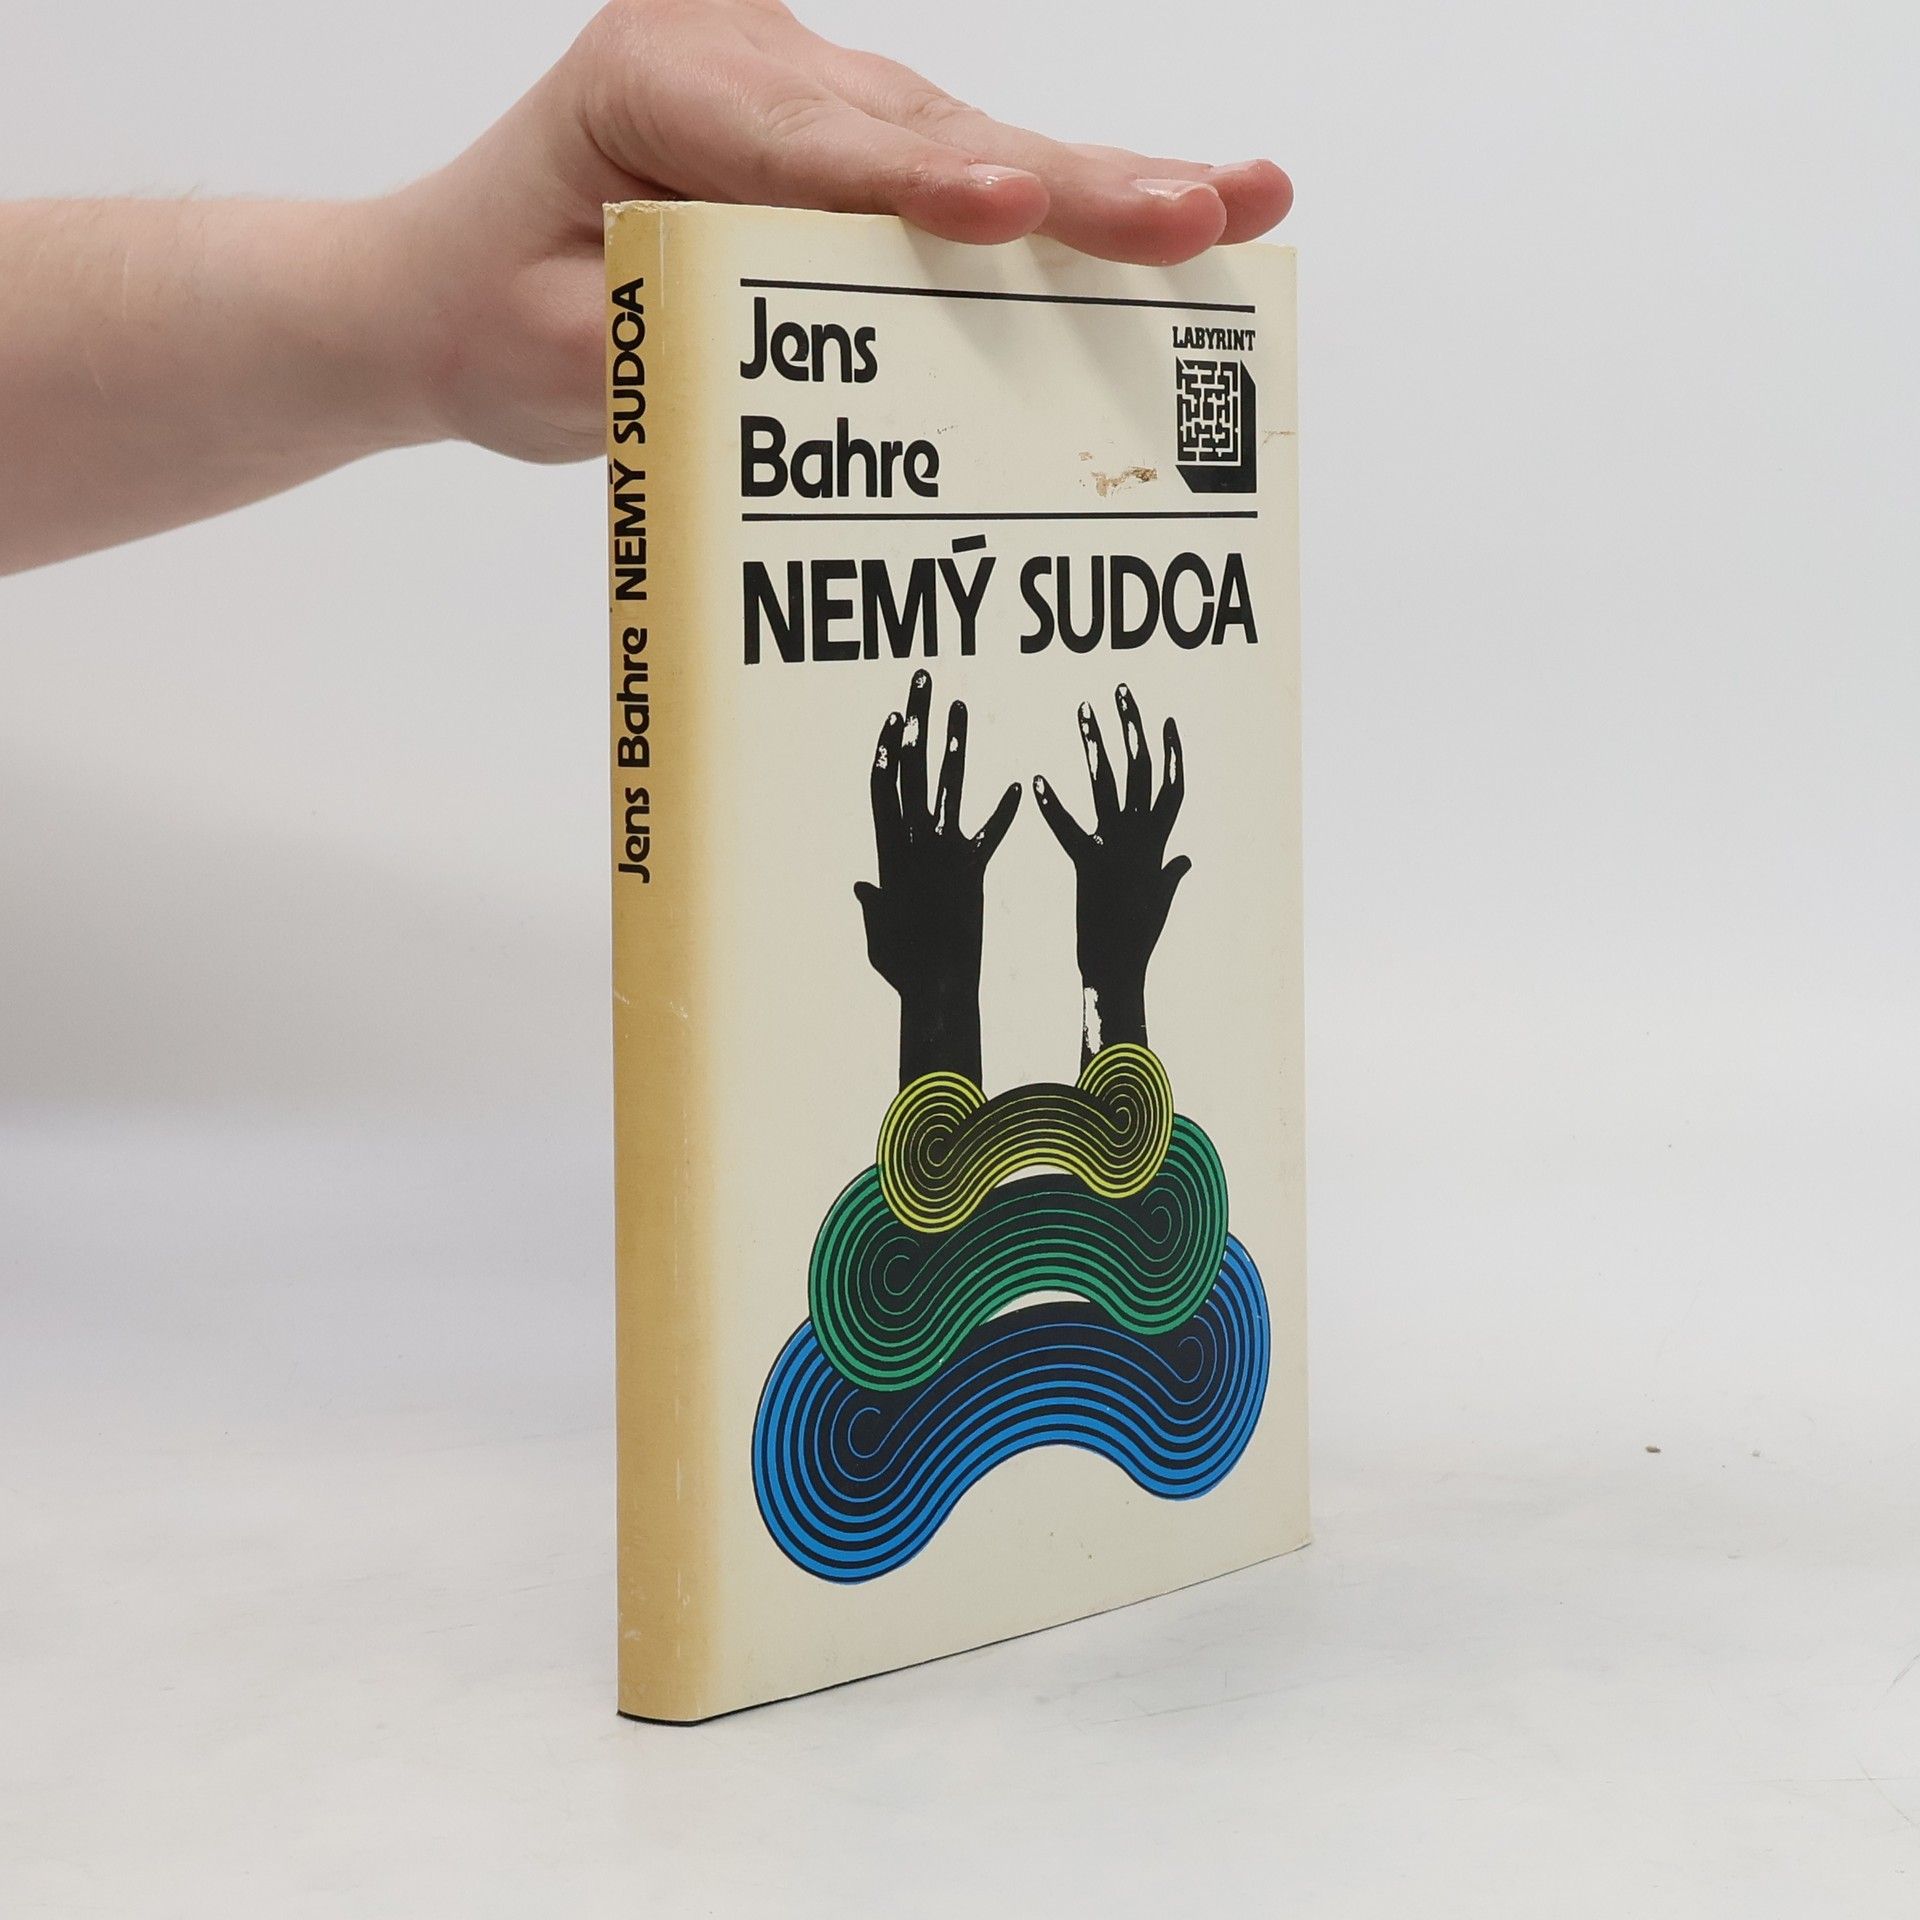 Jens Bahre NEMÝ SUDCA
Jens
Bahre
LABYRINT
NEMÝ SUDCA